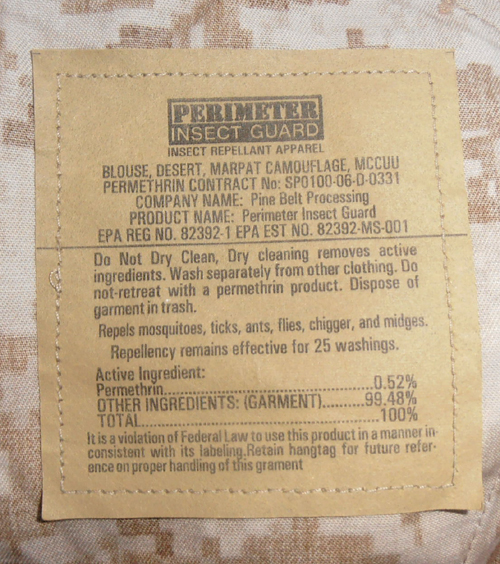 PERIMETER
INSECT GUARD
INSECT REPELLANT APPAREL
BLOUSE, DESERT, MARPAT CAMOUFLAGE, MCCUU
PERMETHRIN CONTRACT No: SP0100-06-D-0331
COMPANY NAME: Pine Belt Processing
PRODUCT NAME: Perimeter Insect Guard
EPA REG NO. 82392-1 EPA EST NO. 82392-MS-001
Do Not Dry Clean, Dry cleaning removes active
ingredients. Wash separately from other clothing. Do
not-retreat with a permethrin product. Dispose of
garment in trash.
Repels mosquitoes, ticks, ants, flies, chigger, and midges.
Repellency remains effective for 25 washings.
Active Ingredient:
Permethrin....................................0.52%
OTHER INGREDIENTS: (GARMENT).........99.48%
TOTAL..........................................100%
It is a violation of Federal Law to use this product in a manner in-
consistent with its labeling.Retain hangtag for future refer-
ence on proper handling of this grament